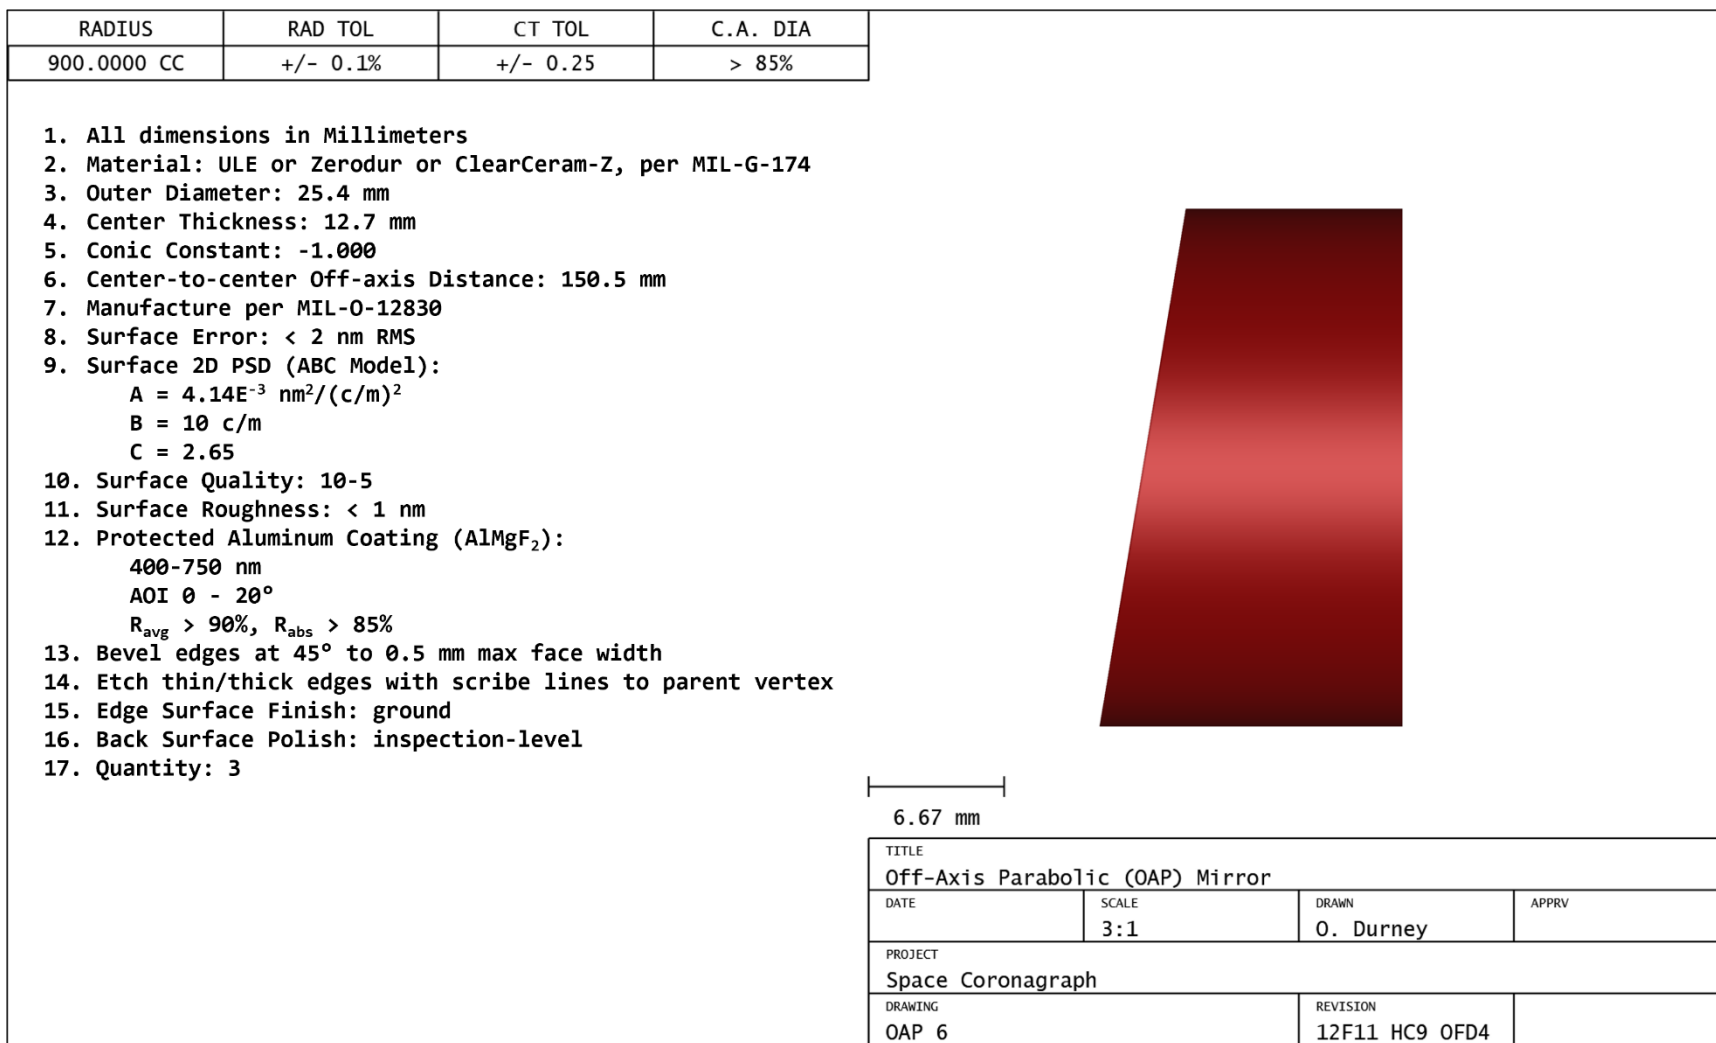 RADIUS RAD TOL CT TOL C.A. DIA
900.0000 CC +/- 0.1% +/- 0.25 > 85%
1. All dimensions in Millimeters
2. Material: ULE or Zerodur or ClearCeram-Z, per MIL-G-174
3. Outer Diameter: 25.4 mm
4. Center Thickness: 12.7 mm
5. Conic Constant: -1.000
6. Center-to-center Off-axis Distance: 150.5 mm
7. Manufacture per MIL-O-12830
8. Surface Error: < 2 nm RMS
9. Surface 2D PSD (ABC Model):
A = 4.14E⁻³ nm²/(c/m)²
B = 10 c/m
C = 2.65
10. Surface Quality: 10-5
11. Surface Roughness: < 1 nm
12. Protected Aluminum Coating (AlMgF₂):
400-750 nm
AOI 0 - 20°
Ravg > 90%, Rabs > 85%
13. Bevel edges at 45° to 0.5 mm max face width
14. Etch thin/thick edges with scribe lines to parent vertex
15. Edge Surface Finish: ground
16. Back Surface Polish: inspection-level
17. Quantity: 3
6.67 mm
TITLE
Off-Axis Parabolic (OAP) Mirror
DATE SCALE DRAWN APPRV
3:1 O. Durney
PROJECT
Space Coronagraph
DRAWING REVISION
OAP 6 12F11 HC9 OFD4